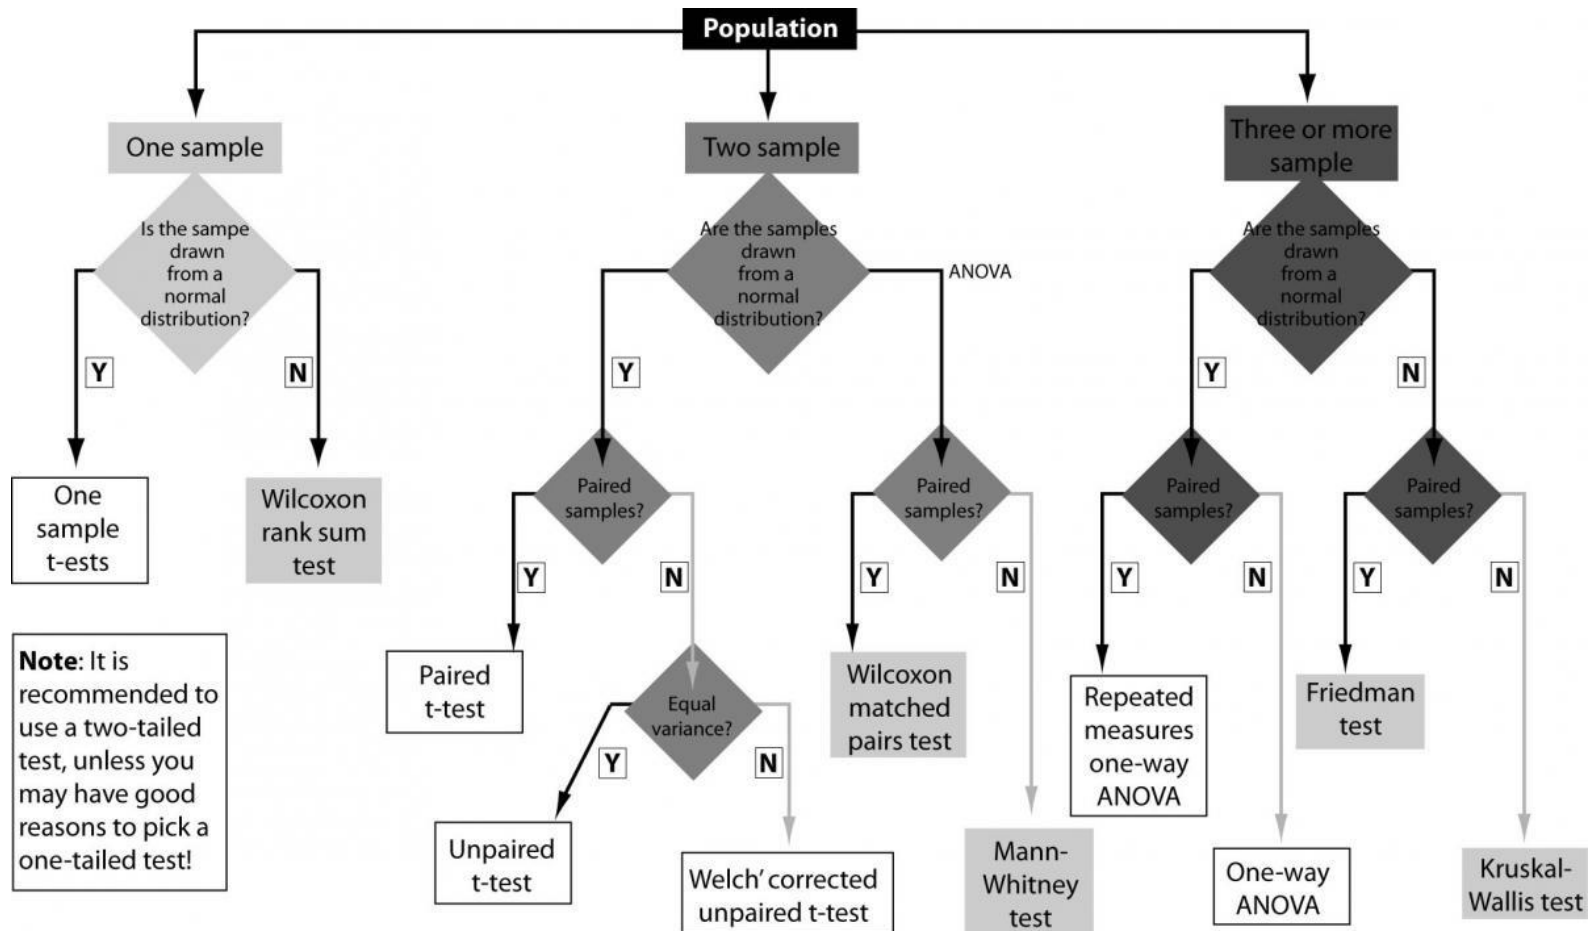 Population
One sample
Two sample
Three or more
sample
Is the sampe
drawn
from a
normal
distribution?
Are the samples
drawn
from a
normal
distribution?
ANOVA
Are the samples
drawn
from a
normal
distribution?
Y
N
Y
N
Y
N
One
sample
t-ests
Wilcoxon
rank sum
test
Paired
samples?
Paired
samples?
Paired
samples?
Paired
samples?
Y
N
Y
N
Y
N
Y
N
Note: It is
recommended to
use a two-tailed
test, unless you
may have good
reasons to pick a
one-tailed test!
Paired
t-test
Equal
variance?
Y
N
Wilcoxon
matched
pairs test
Repeated
measures
one-way
ANOVA
Friedman
test
Unpaired
t-test
Welch’ corrected
unpaired t-test
Mann-
Whitney
test
One-way
ANOVA
Kruskal-
Wallis test